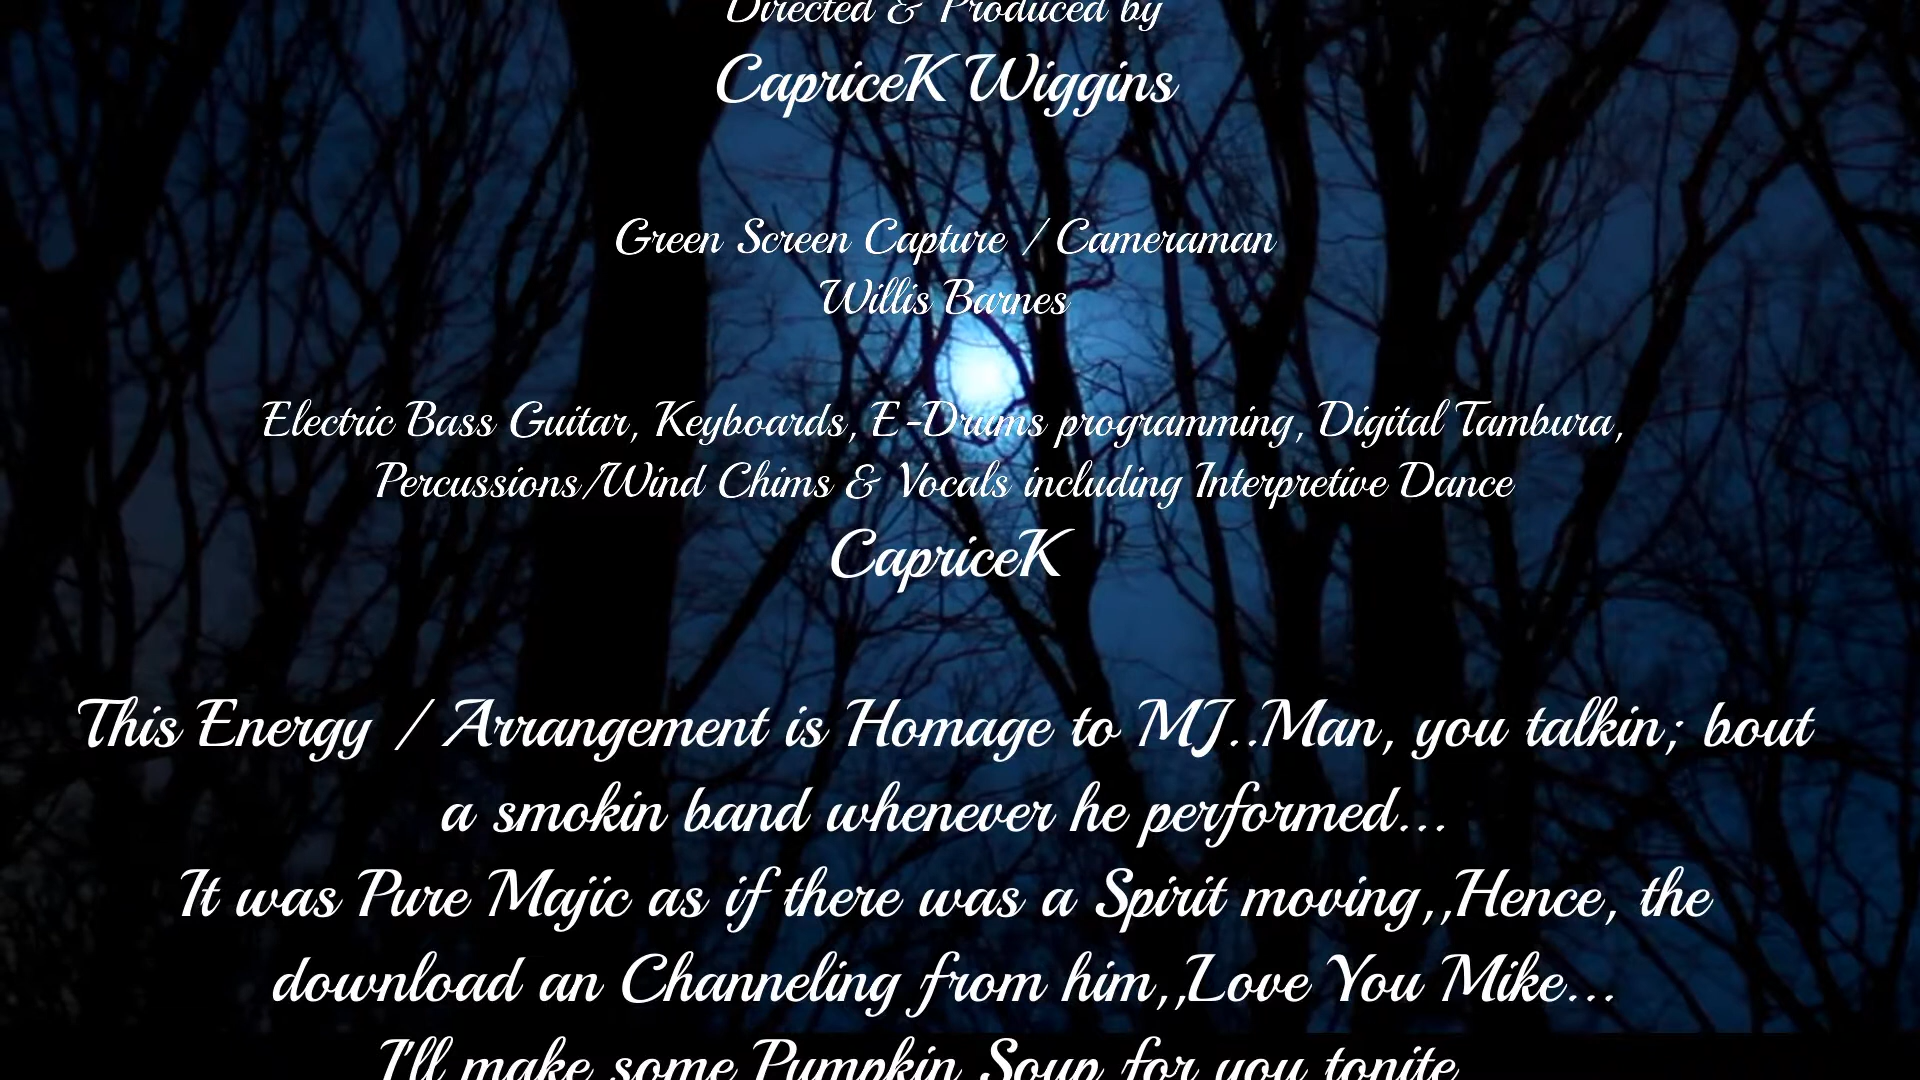 Directed & Produced by
CapriceK Wiggins
Green Screen Capture / Cameraman
Willis Barnes
Electric Bass Guitar, Keyboards, E-Drums programming, Digital Tambura,
Percussions/Wind Chims & Vocals including Interpretive Dance
CapriceK
This Energy / Arrangement is Homage to MJ..Man, you talkin; bout
a smokin band whenever he performed...
It was Pure Majic as if there was a Spirit moving,,Hence, the
download an Channeling from him,,Love You Mike...
I'll make some Pumpkin Soup for you tonite